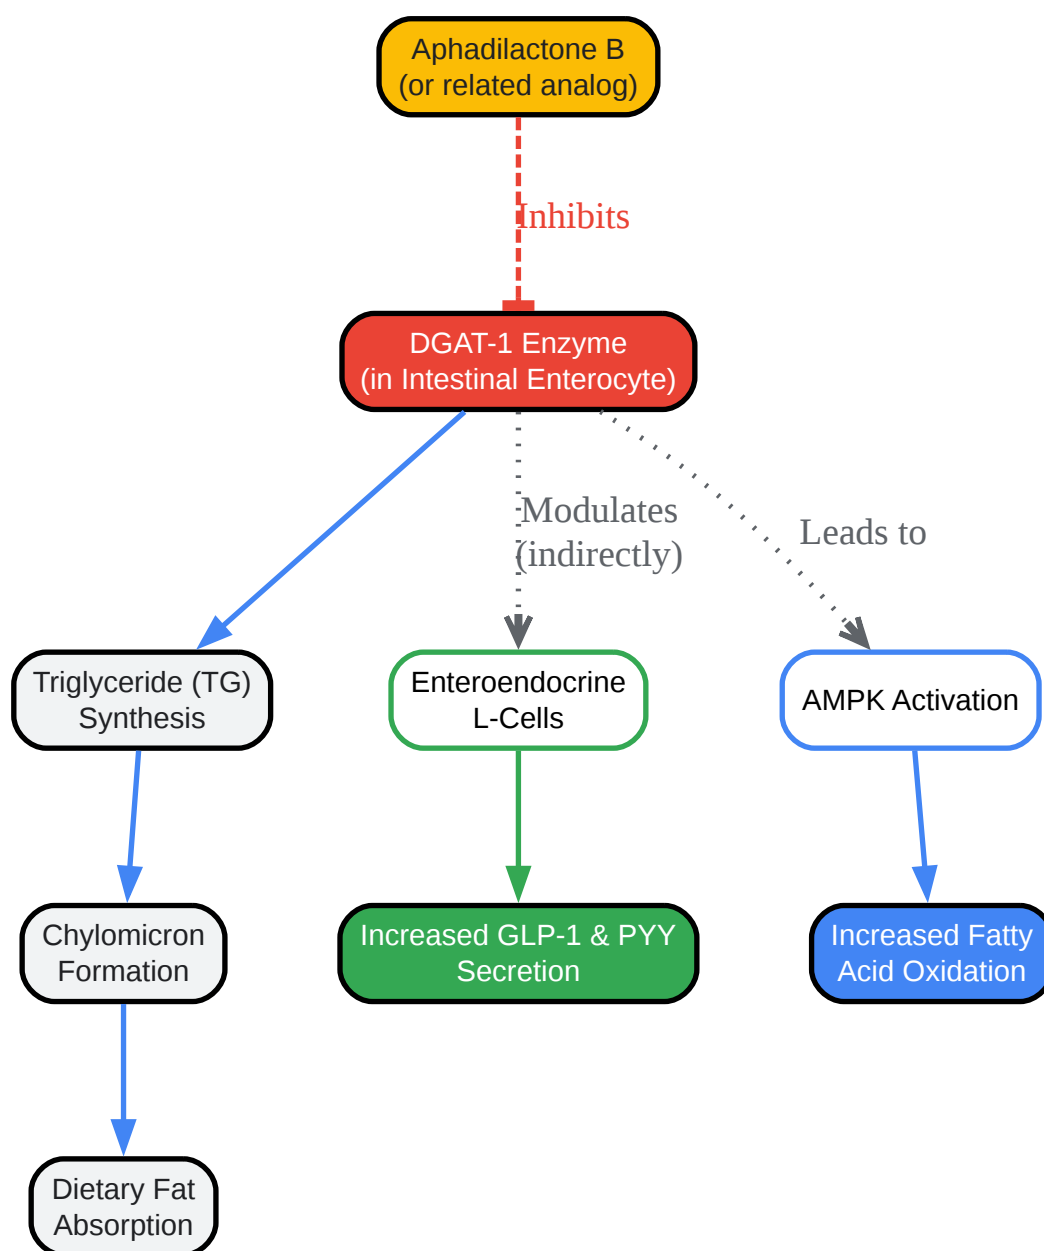 Aphadilactone B
(or related analog)
Inhibits
DGAT-1 Enzyme
(in Intestinal Enterocyte)
Modulates
(indirectly)
Leads to
Triglyceride (TG)
Synthesis
Enteroendocrine
L-Cells
AMPK Activation
Chylomicron
Formation
Increased GLP-1 & PYY
Secretion
Increased Fatty
Acid Oxidation
Dietary Fat
Absorption